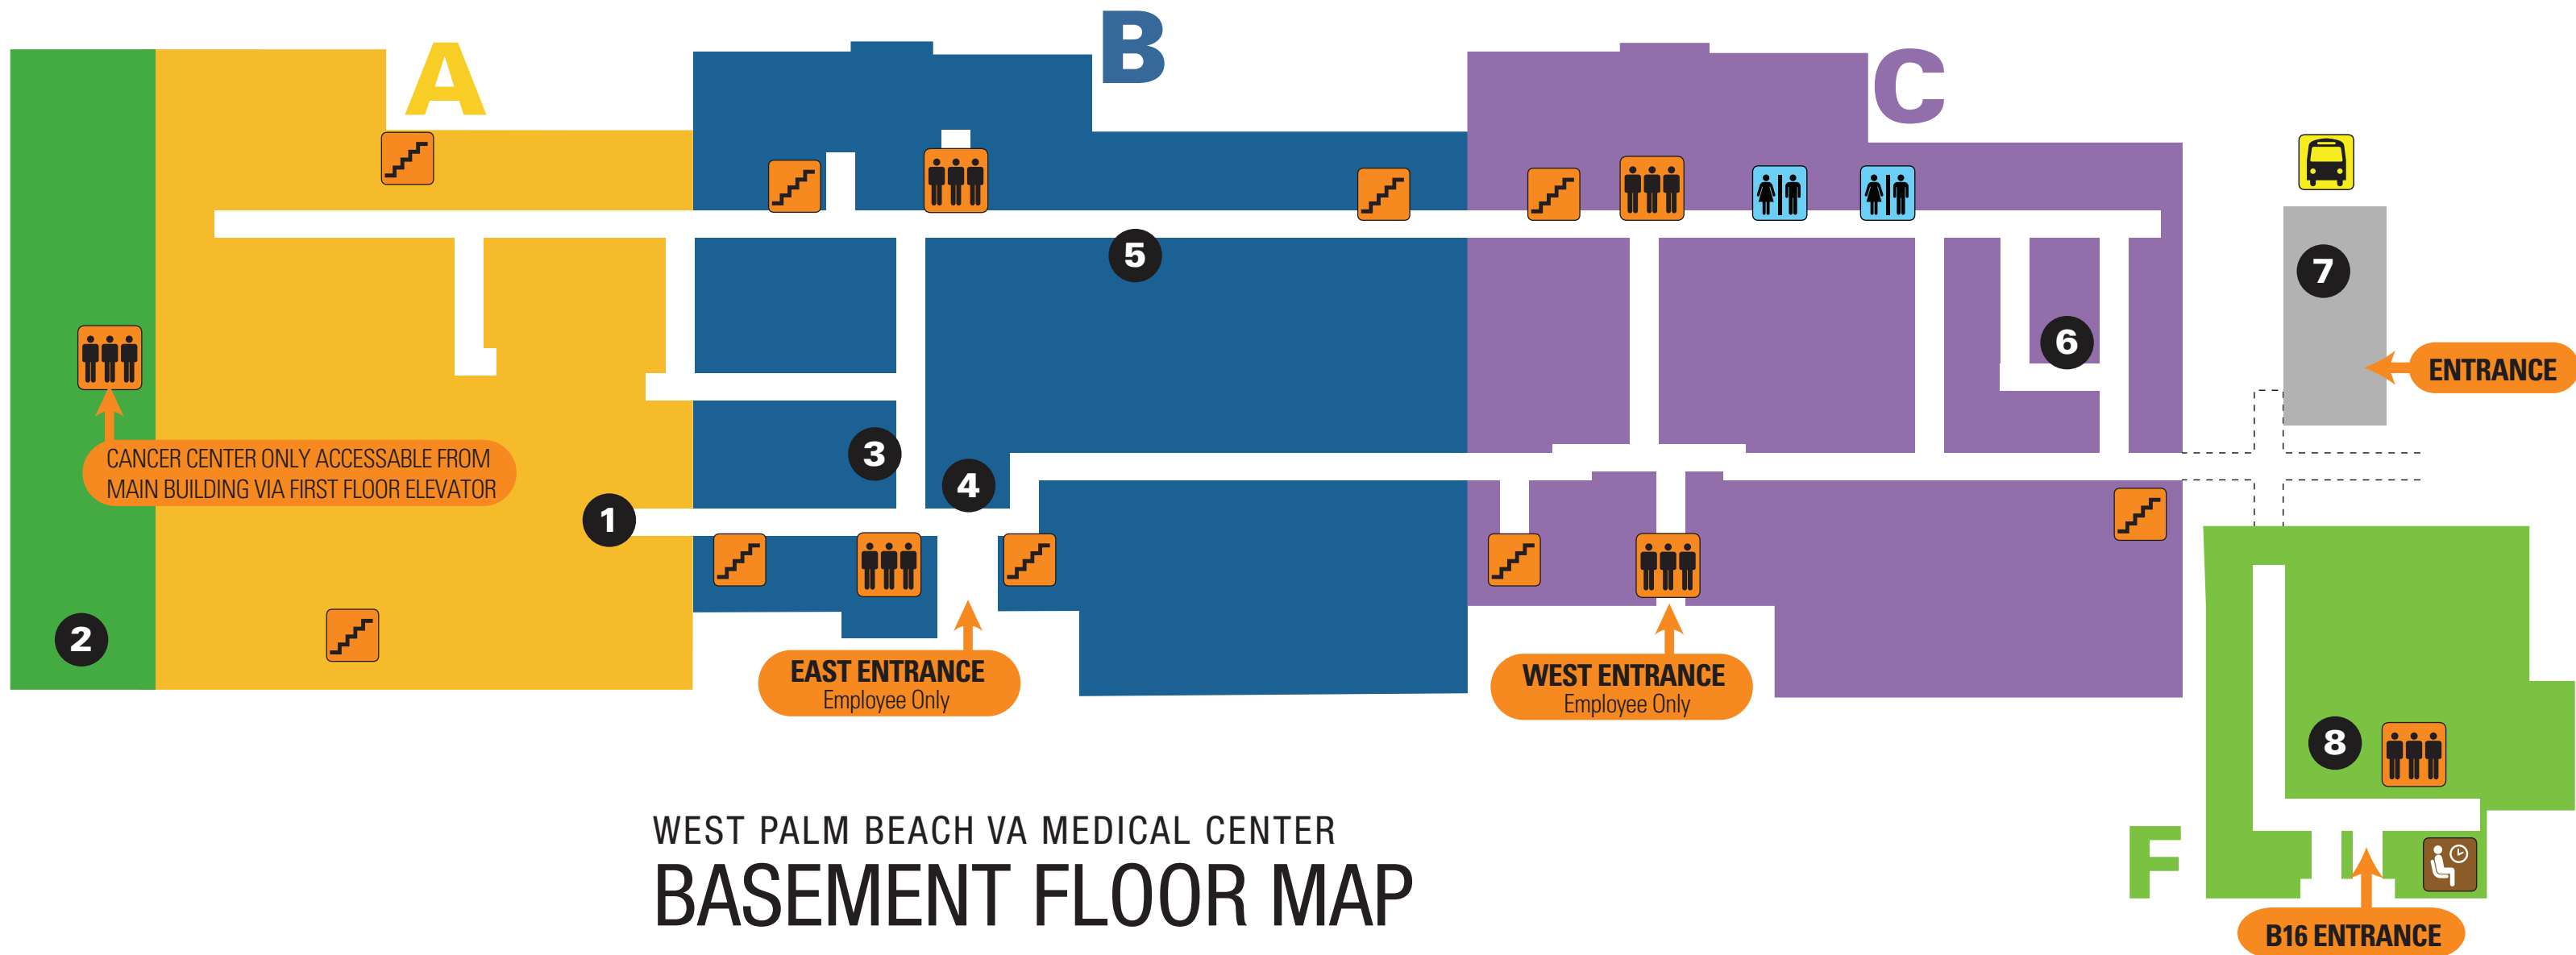 A
B
C
5
7
6
ENTRANCE
CANCER CENTER ONLY ACCESSABLE FROM
MAIN BUILDING VIA FIRST FLOOR ELEVATOR
3
4
1
2
EAST ENTRANCE
Employee Only
WEST ENTRANCE
Employee Only
8
WEST PALM BEACH VA MEDICAL CENTER
BASEMENT FLOOR MAP
F
B16 ENTRANCE